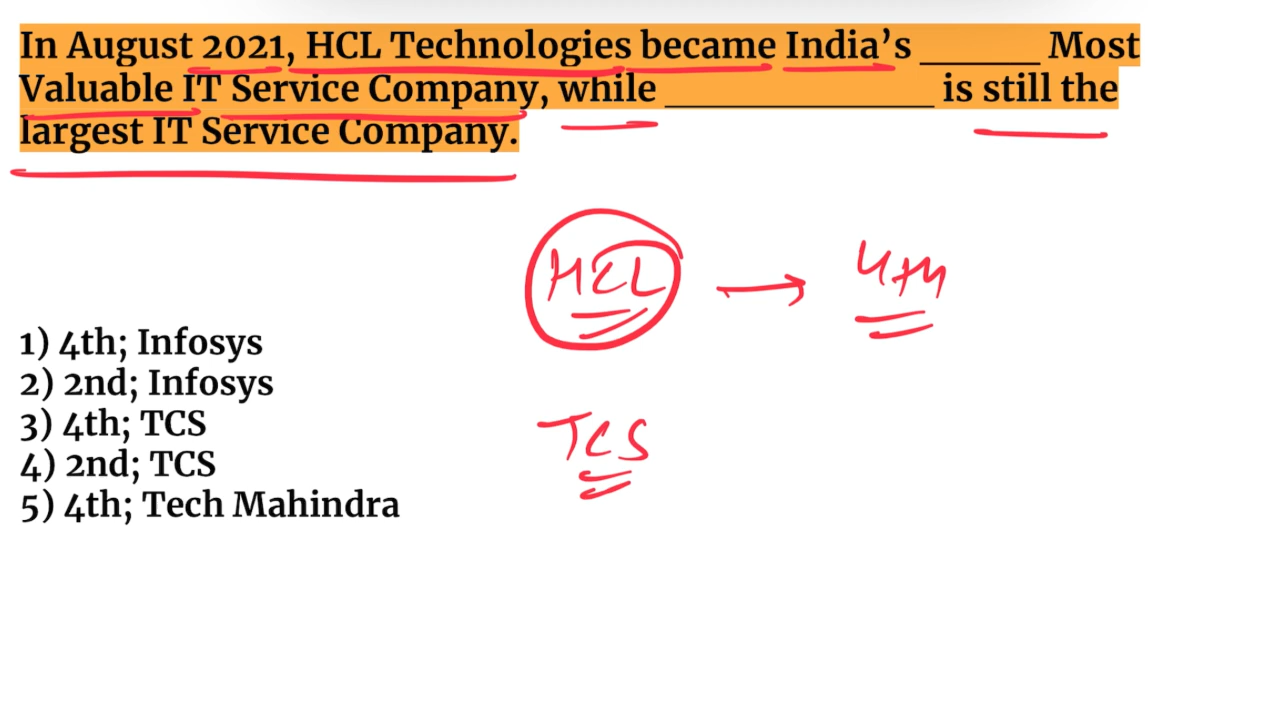 In August 2021, HCL Technologies became India’s _____ Most
Valuable IT Service Company, while ___________ is still the
largest IT Service Company.
HCL → 4th
1) 4th; Infosys
2) 2nd; Infosys
3) 4th; TCS
TCS
4) 2nd; TCS
5) 4th; Tech Mahindra